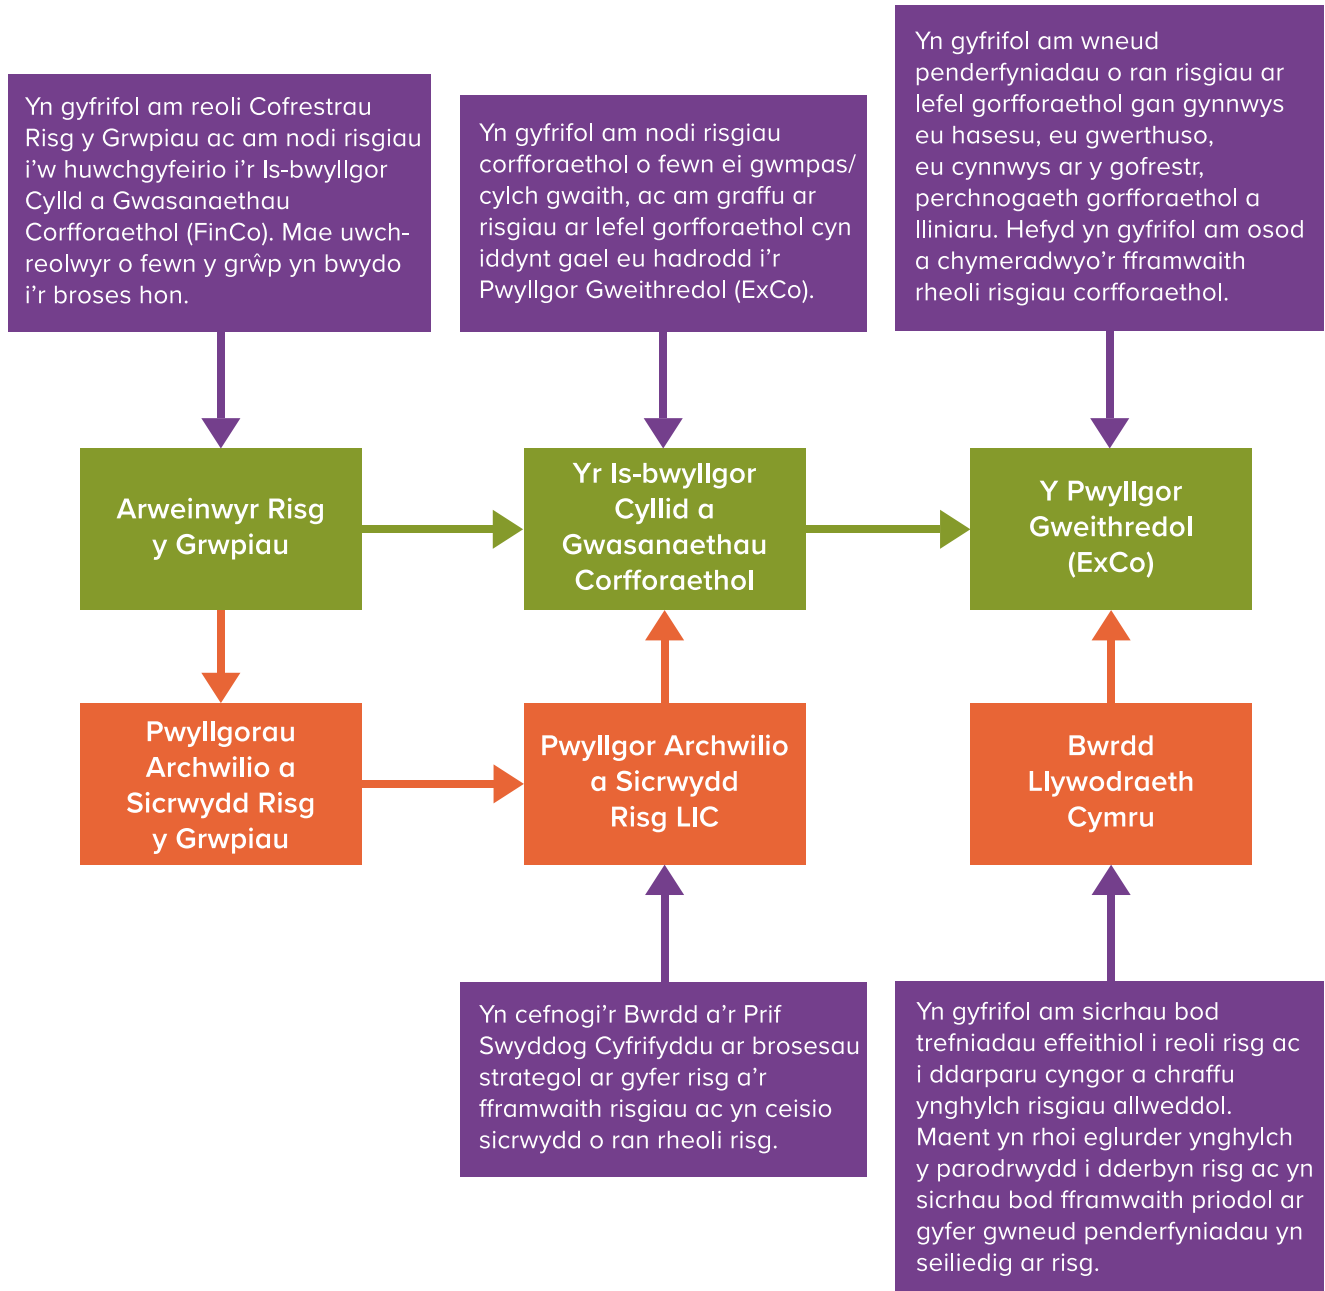 Yn gyfrifol am reoli Cofrestrau
Risg y Grwpiau ac am nodi risgiau
i’w huwchgyfeirio i’r Is-bwyllgor
Cylld a Gwasanaethau
Corfforaethol (FinCo). Mae uwch-
reolwyr o fewn y grŵp yn bwydo
i’r broses hon.
Yn gyfrifol am nodi risgiau
corfforaethol o fewn ei gwmpas/
cylch gwaith, ac am graffu ar
risgiau ar lefel gorfforaethol cyn
iddynt gael eu hadrodd i’r
Pwyllgor Gweithredol (ExCo).
Yn gyfrifol am wneud
penderfyniadau o ran risgiau ar
lefel gorfforaethol gan gynnwys
eu hasesu, eu gwerthuso,
eu cynnwys ar y gofrestr,
perchnogaeth gorfforaethol a
lliniaru. Hefyd yn gyfrifol am osod
a chymeradwyo’r fframwaith
rheoli risgiau corfforaethol.
Arweinwyr Risg
y Grwpiau
Yr Is-bwyllgor
Cyllid a
Gwasanaethau
Corfforaethol
Y Pwyllgor
Gweithredol
(ExCo)
Pwyllgorau
Archwilio a
Sicrwydd Risg
y Grwpiau
Pwyllgor Archwilio
a Sicrwydd
Risg LIC
Bwrdd
Llywodraeth
Cymru
Yn cefnogi’r Bwrdd a’r Prif
Swyddog Cyfrifyddu ar brosesau
strategol ar gyfer risg a’r
fframwaith risgiau ac yn ceisio
sicrwydd o ran rheoli risg.
Yn gyfrifol am sicrhau bod
trefniadau effeithiol i reoli risg ac
i ddarparu cyngor a chraffu
ynghylch risgiau allweddol.
Maent yn rhoi eglurder ynghylch
y parodrwydd i dderbyn risg ac yn
sicrhau bod fframwaith priodol ar
gyfer gwneud penderfyniadau yn
seiliedig ar risg.